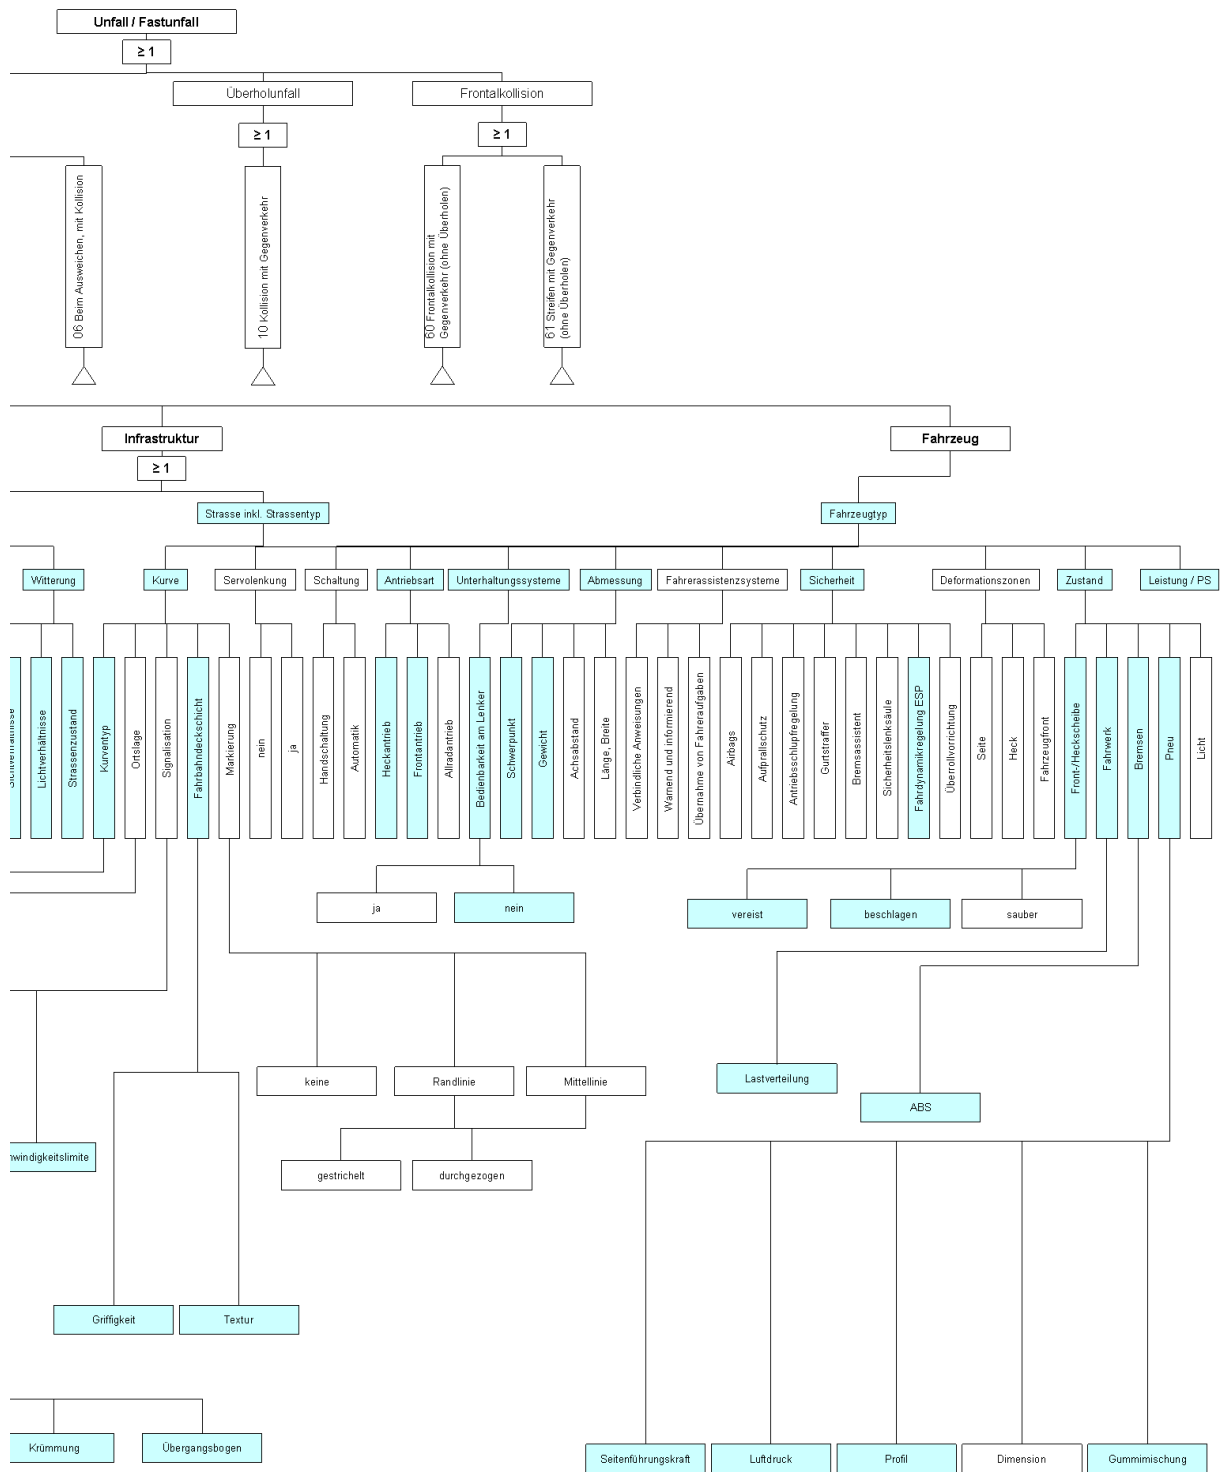 Unfall / Fastunfall
≥ 1
Überholunfall
Frontalkollision
≥ 1
≥ 1
06 Beim Ausweichen, mit Kollision
10 Kollision mit Gegenverkehr
60 Frontalkollision mit
Gegenverkehr (ohne Überholen)
61 Streifen mit Gegenverkehr
(ohne Überholen)
Infrastruktur
Fahrzeug
≥ 1
Strasse inkl. Strassentyp
Fahrzeugtyp
Witterung
Kurve
Servolenkung
Schaltung
Antriebsart
Unterhaltungssysteme
Abmessung
Fahrerassistenzsysteme
Sicherheit
Deformationszonen
Zustand
Leistung / PS
Lichtverhältnisse
Strassenzustand
Kurventyp
Ortslage
Signalisation
Fahrbahndeckschicht
Markierung
nein
ja
Handschaltung
Automatik
Heckantrieb
Frontantrieb
Allradantrieb
Bedienbarkeit am Lenker
Schwerpunkt
Gewicht
Achsabstand
Länge, Breite
Verbindliche Anweisungen
Warnend und informierend
Übernahme von Fahreraufgaben
Airbags
Aufprallschutz
Antriebsschlupfregelung
Gurtstraffer
Bremsassistent
Sicherheitslenksäule
Fahrdynamikregelung ESP
Überrollvorrichtung
Seite
Heck
Fahrzeugfront
Front-/Heckscheibe
Fahrwerk
Bremsen
Pneu
Licht
ja
nein
vereist
beschlagen
sauber
keine
Randlinie
Mittellinie
Lastverteilung
ABS
windigkeitslimite
gestrichelt
durchgezogen
Griffigkeit
Textur
Krümmung
Übergangsbogen
Seitenführungskraft
Luftdruck
Profil
Dimension
Gummimischung